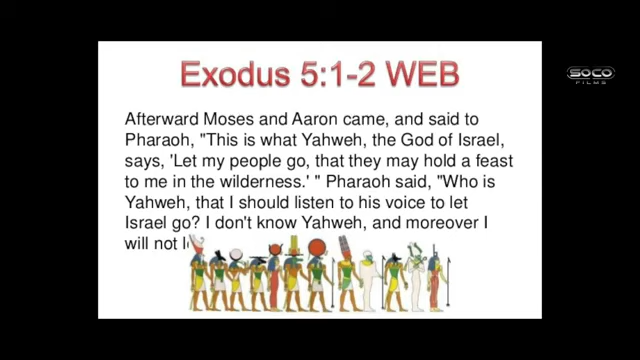 Exodus 5:1-2 WEB
SOCO
FILMS
Afterward Moses and Aaron came, and said to
Pharaoh, "This is what Yahweh, the God of Israel,
says, 'Let my people go, that they may hold a feast
to me in the wilderness.' " Pharaoh said, "Who is
Yahweh, that I should listen to his voice to let
Israel go? I don't know Yahweh, and moreover I
will not